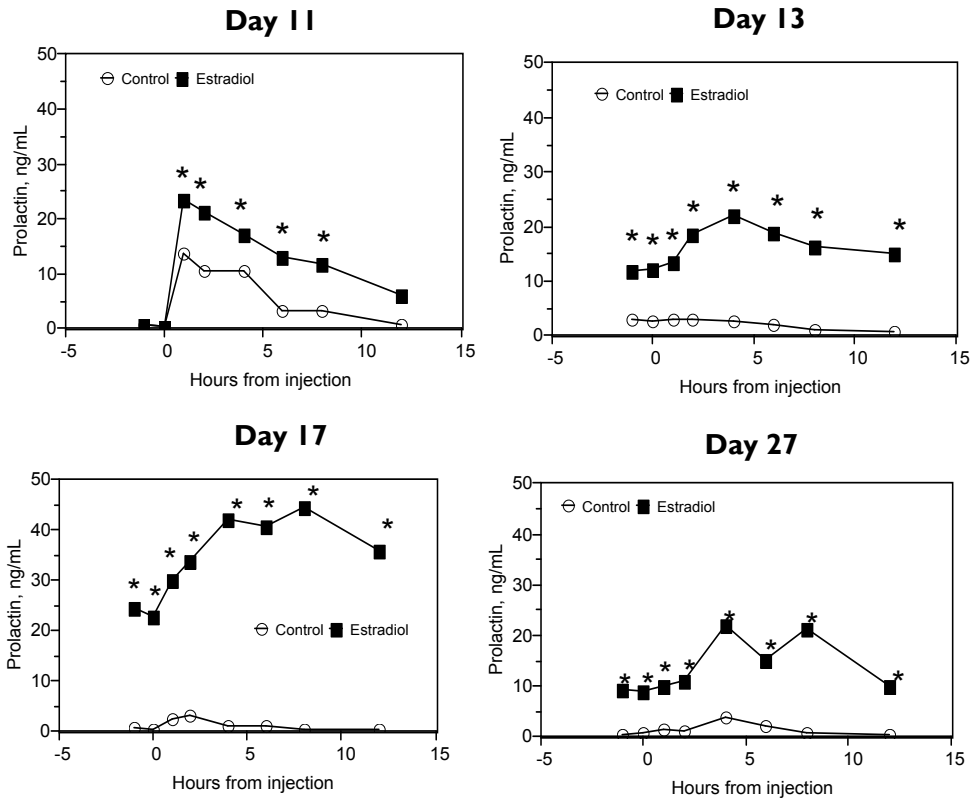 Day 11
50
40
30
20
10
0
Prolactin, ng/mL
Control Estradiol
* * * * *
-5 0 5 10 15
Hours from injection
Day 13
50
40
30
20
10
0
Prolactin, ng/mL
Control Estradiol
* * * * * * * *
-5 0 5 10 15
Hours from injection
Day 17
50
40
30
20
10
0
Prolactin, ng/mL
* * * * * * * *
Control Estradiol
-5 0 5 10 15
Hours from injection
Day 27
50
40
30
20
10
0
Prolactin, ng/mL
Control Estradiol
* * * * * * * *
-5 0 5 10 15
Hours from injection